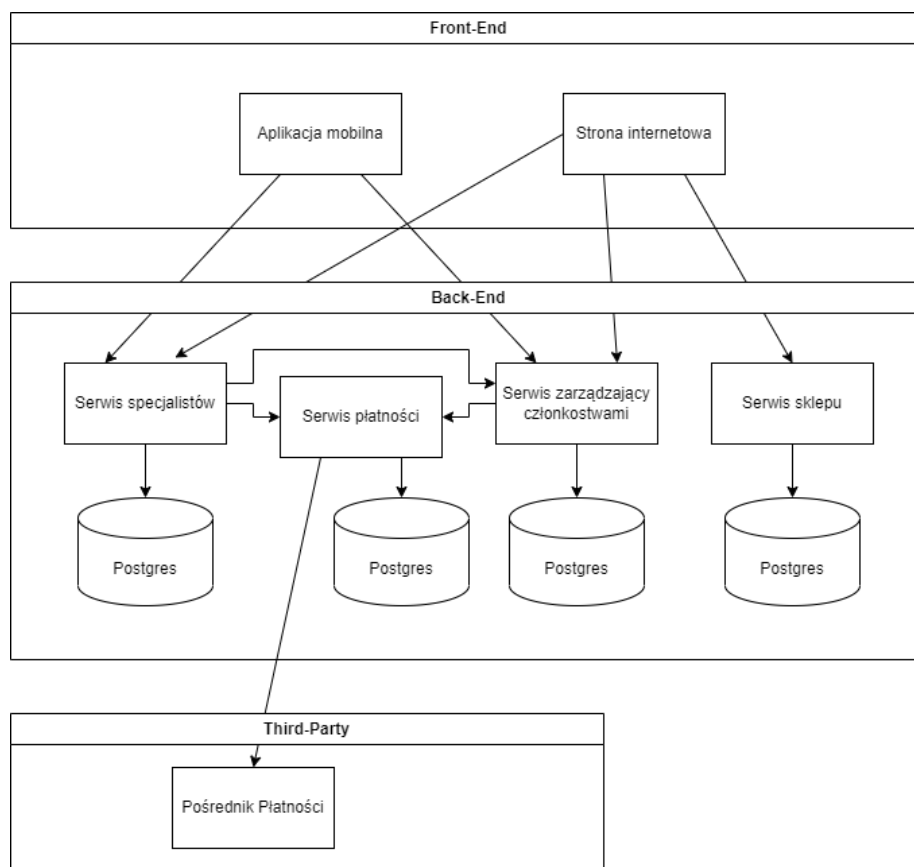 Front-End
Aplikacja mobilna
Strona internetowa
Back-End
Serwis specjalistów
Serwis płatności
Serwis zarządzający
członkostwami
Serwis sklepu
Postgres
Postgres
Postgres
Postgres
Third-Party
Pośrednik Płatności